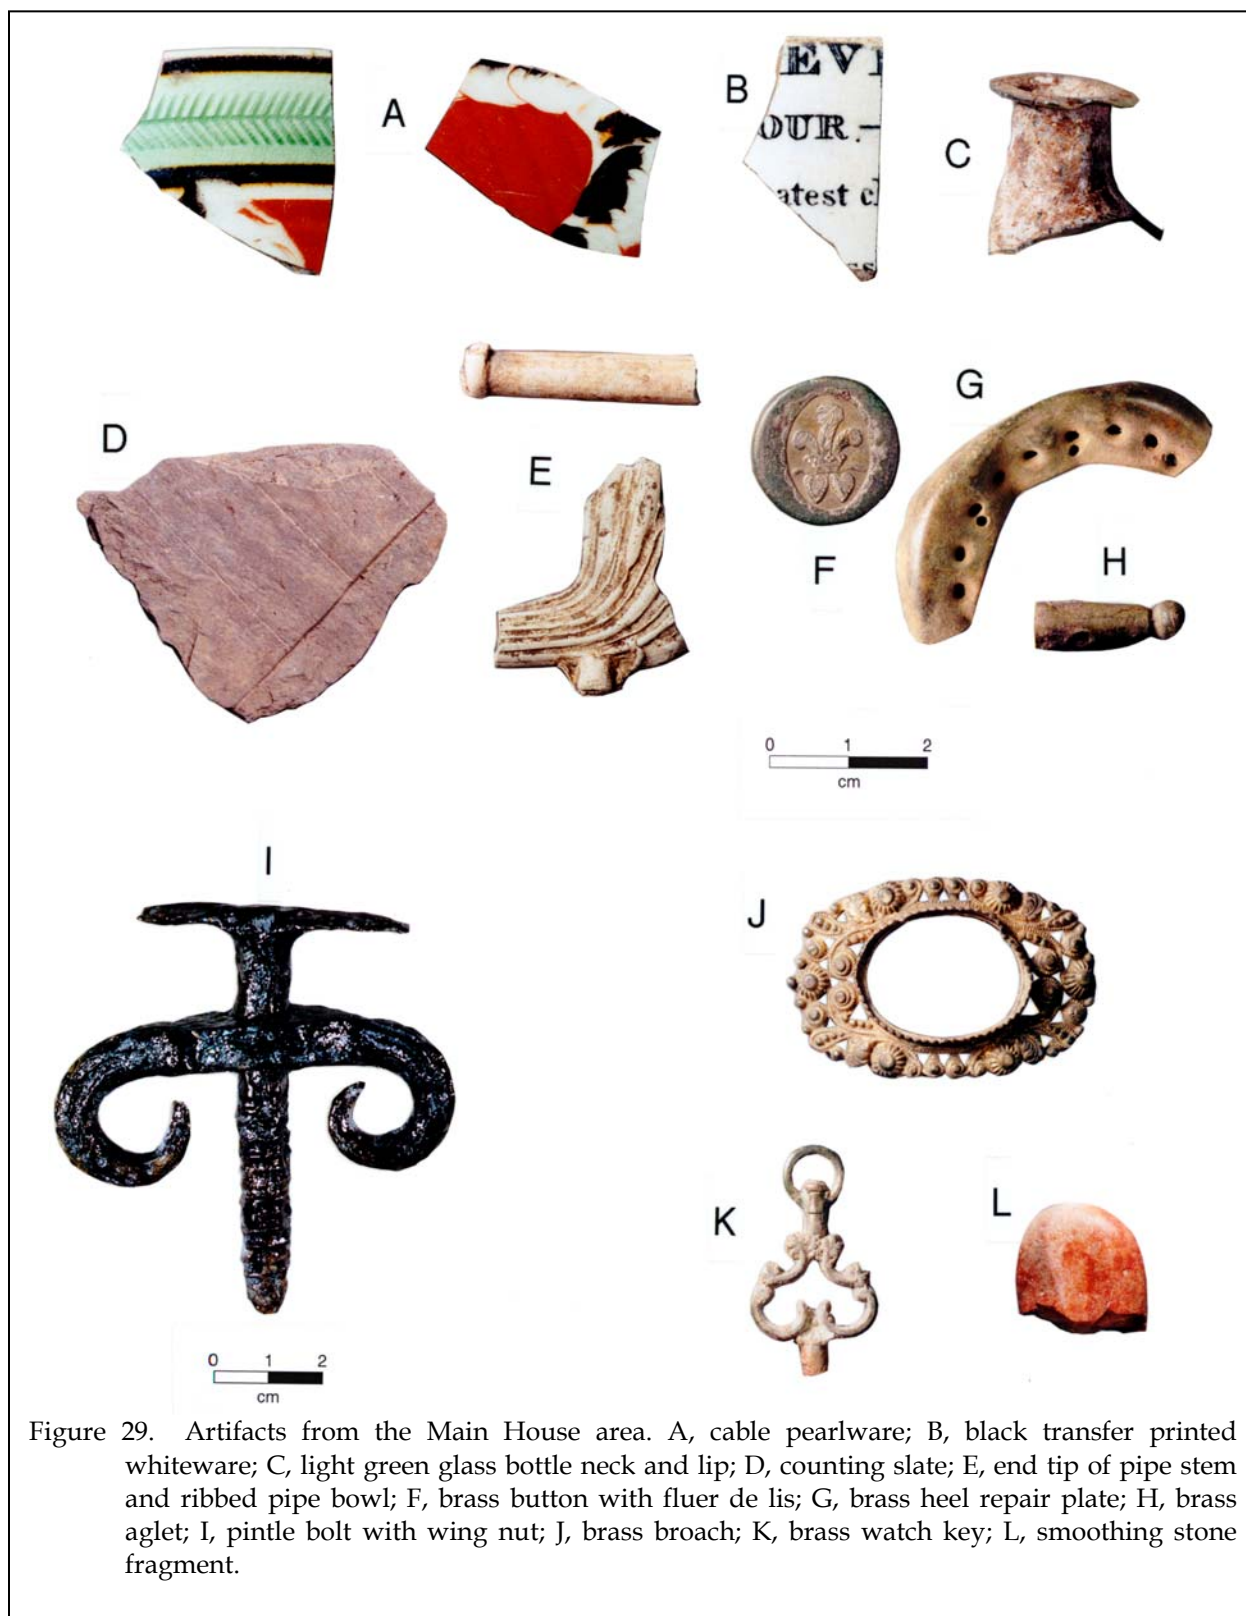 A
B
EV
OUR.—
atest cl
ss
C
D
E
F
G
H
0 1 2
cm
I
J
K
L
0 1 2
cm
Figure 29. Artifacts from the Main House area. A, cable pearlware; B, black transfer printed
whiteware; C, light green glass bottle neck and lip; D, counting slate; E, end tip of pipe stem
and ribbed pipe bowl; F, brass button with fluer de lis; G, brass heel repair plate; H, brass
aglet; I, pintle bolt with wing nut; J, brass broach; K, brass watch key; L, smoothing stone
fragment.